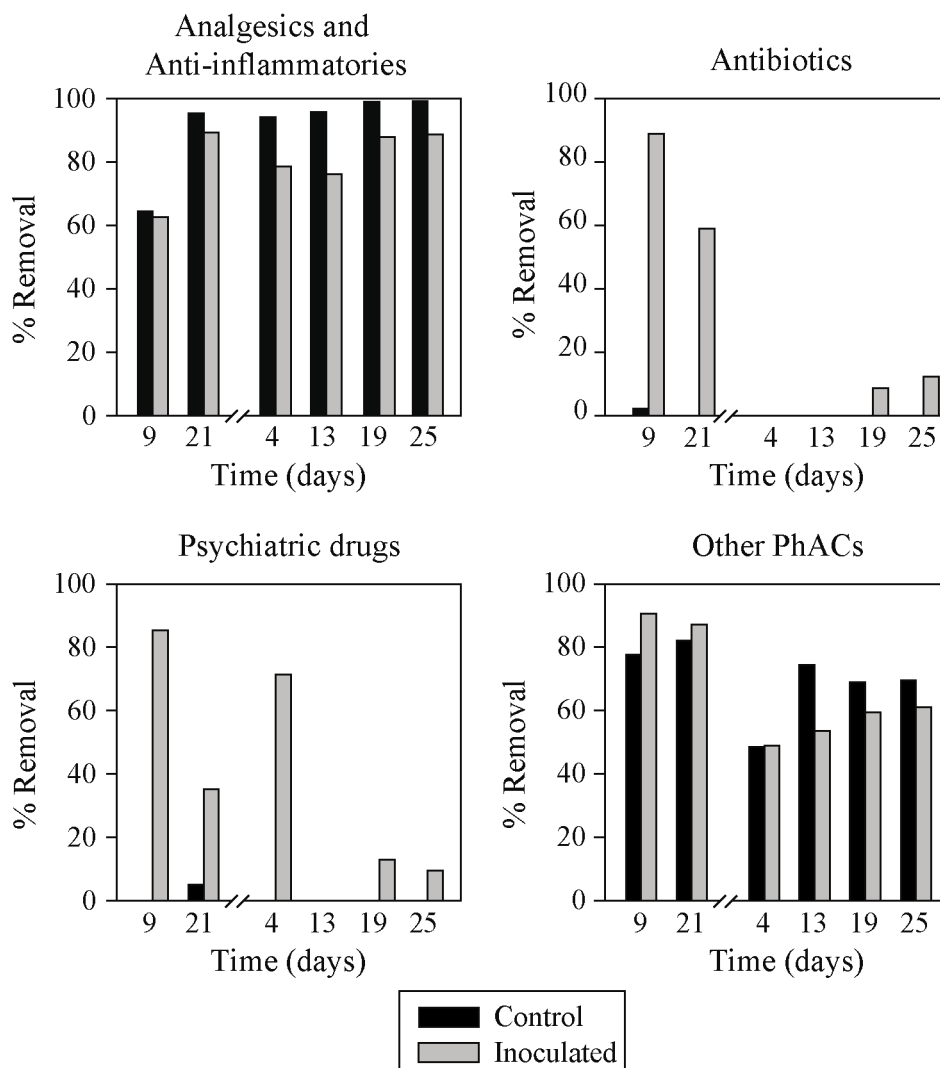 Analgesics and
Anti-inflammatories
100
80
60
40
20
0
% Removal
9 21 4 13 19 25
Time (days)
Antibiotics
100
80
60
40
20
0
% Removal
9 21 4 13 19 25
Time (days)
Psychiatric drugs
100
80
60
40
20
0
% Removal
9 21 4 13 19 25
Time (days)
Other PhACs
100
80
60
40
20
0
% Removal
9 21 4 13 19 25
Time (days)
Control
Inoculated